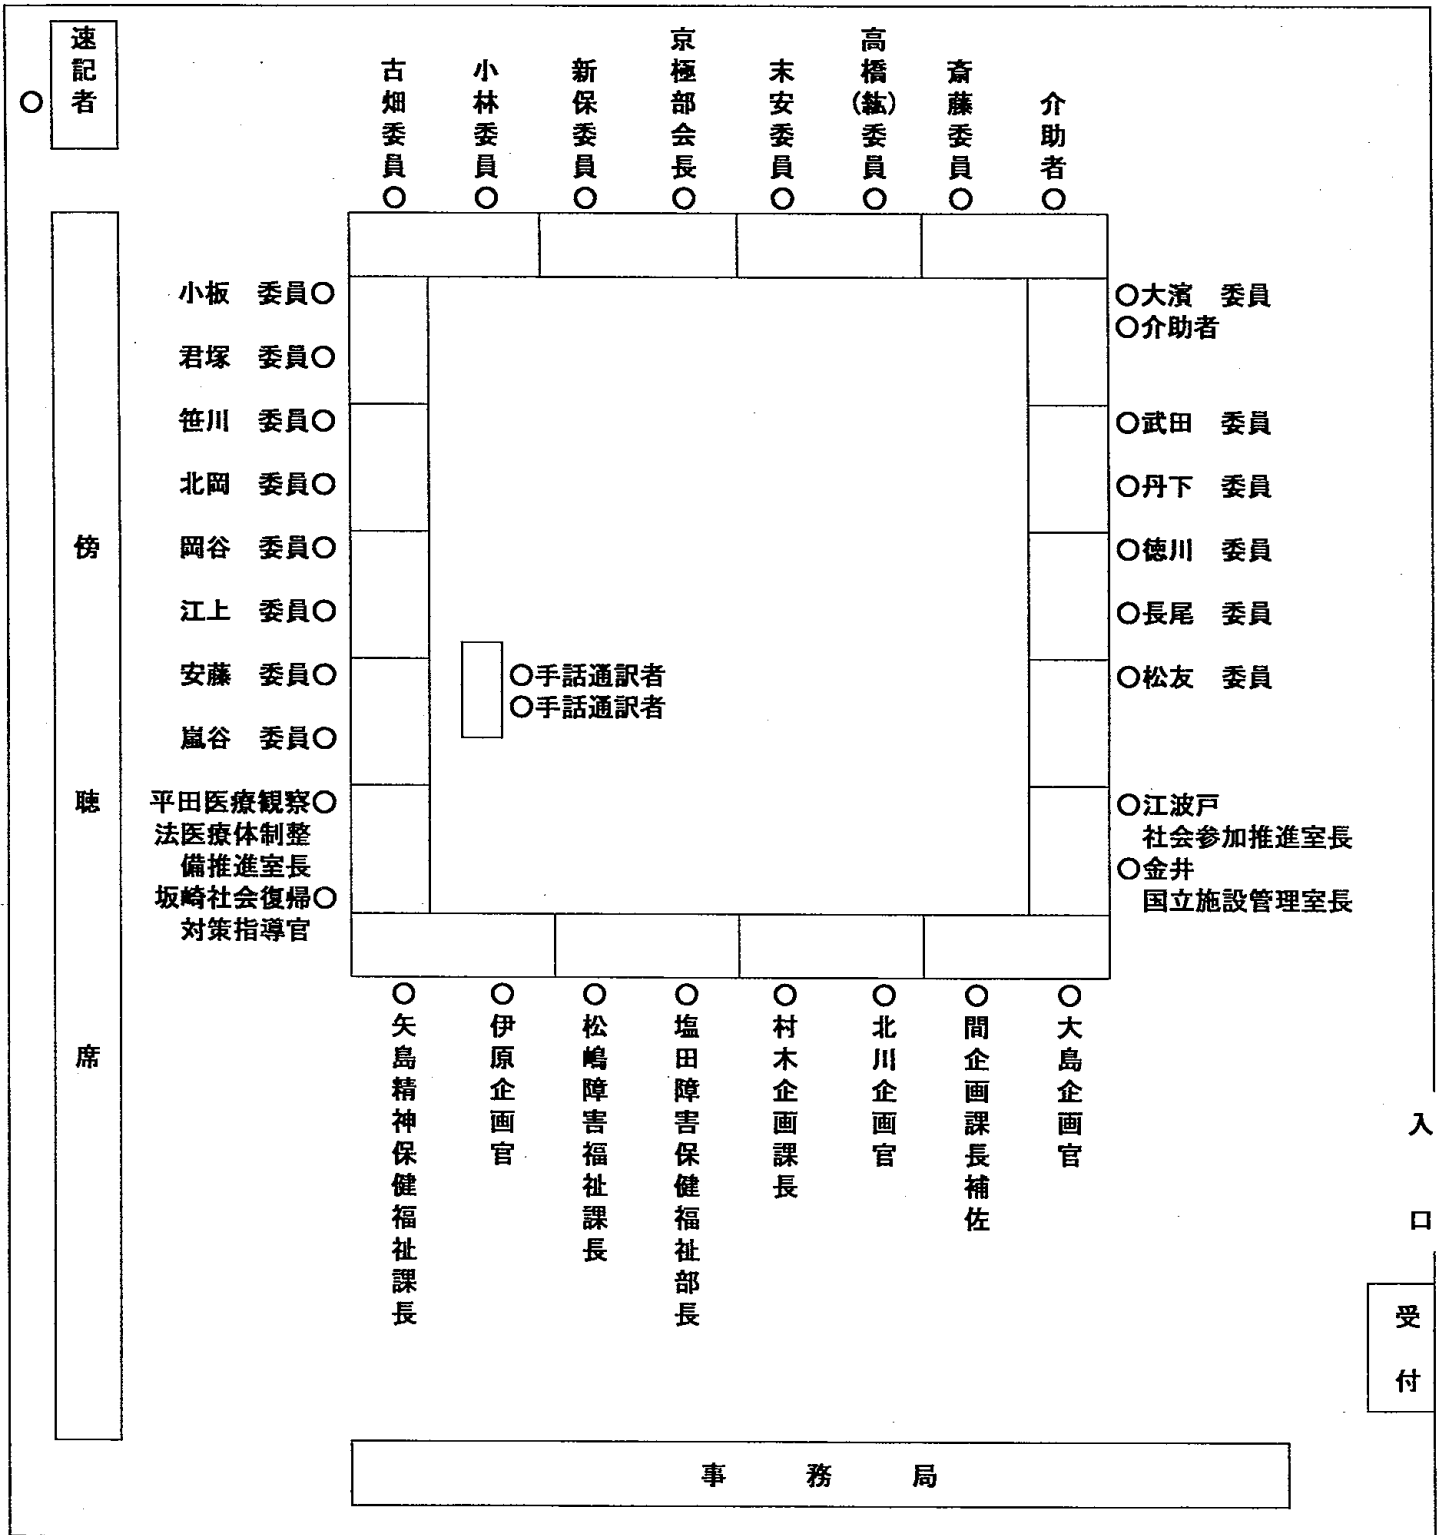 速記者
○
古畑委員○
小林委員○
新保委員○
京極部会長○
末安委員○
高橋(紘)委員○
斎藤委員○
介助者○
小板　委員○
君塚　委員○
笹川　委員○
北岡　委員○
岡谷　委員○
江上　委員○
安藤　委員○
嵐谷　委員○
平田医療観察○
法医療体制整
備推進室長
坂崎社会復帰○
対策指導官
○手話通訳者
○手話通訳者
○大濱　委員
○介助者
○武田　委員
○丹下　委員
○徳川　委員
○長尾　委員
○松友　委員
○江波戸
社会参加推進室長
○金井
国立施設管理室長
○矢島精神保健福祉課長
○伊原企画官
○松嶋障害福祉課長
○塩田障害保健福祉部長
○村木企画課長
○北川企画官
○間企画課長補佐
○大島企画官
傍聴席
入口
受付
事務局